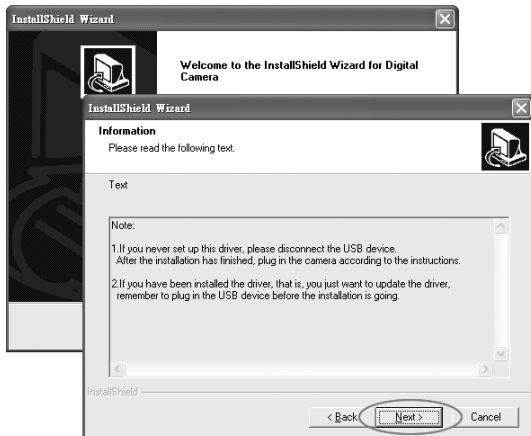 InstallShield Wizard
Welcome to the InstallShield Wizard for Digital
Camera
InstallShield Wizard
Information
Please read the following text.
Text
Note:
1.If you never set up this driver, please disconnect the USB device.
After the installation has finished, plug in the camera according to the instructions.
2.If you have been installed the driver, that is, you just want to update the driver,
remember to plug in the USB device before the installation is going.
InstallShield
< Back
Next >
Cancel